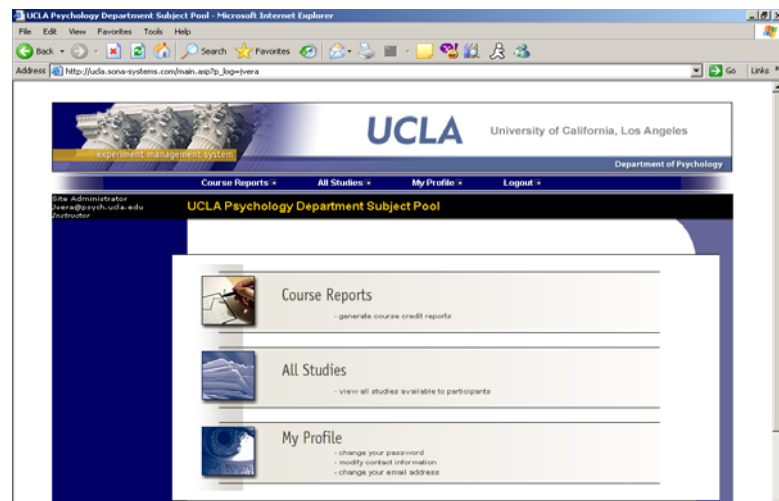 UCLA Psychology Department Subject Pool - Microsoft Internet Explorer
File Edit View Favorites Tools Help
Back Search Favorites
Address http://ucla.sona-systems.com/main.asp?p_log=jvera Go Links
UCLA University of California, Los Angeles
experiment management system
Department of Psychology
Course Reports All Studies My Profile Logout
Site Administrator
Jvera@psych.ucla.edu
Instructor
UCLA Psychology Department Subject Pool
Course Reports
- generate course credit reports
All Studies
- view all studies available to participants
My Profile
- change your password
- modify contact information
- change your email address